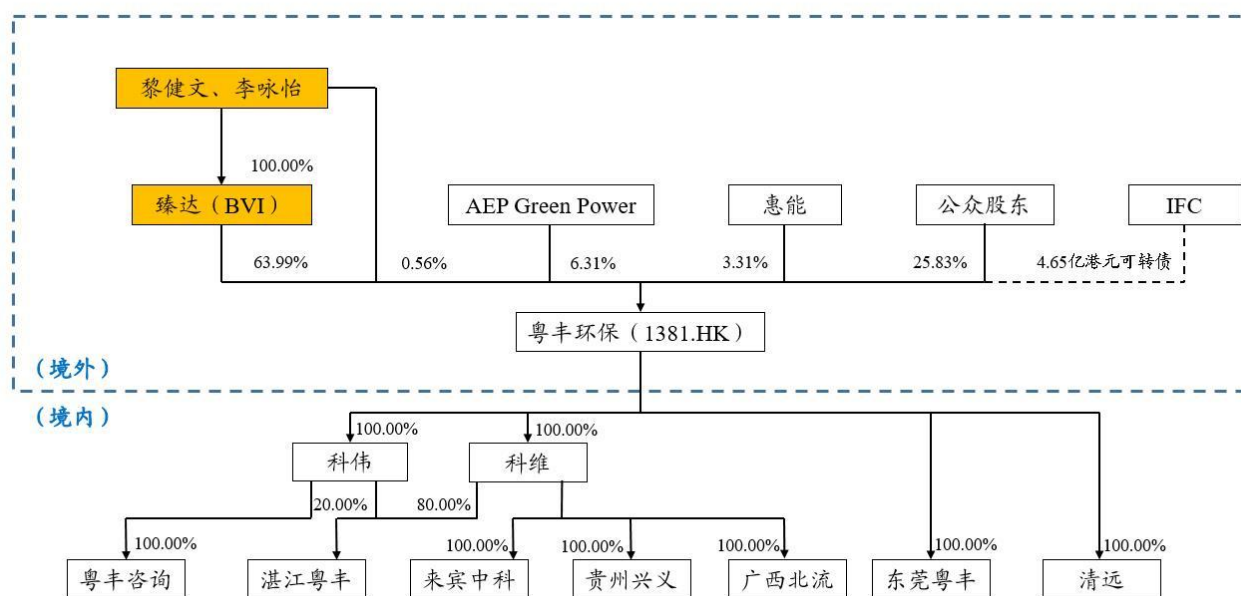 黎健文、李咏怡
100.00%
臻达（BVI）
AEP Green Power
惠能
公众股东
IFC
63.99%
0.56%
6.31%
3.31%
25.83%
4.65亿港元可转债
粤丰环保（1381.HK）
（境外）
（境内）
100.00%
100.00%
科伟
科维
20.00%
80.00%
100.00%
100.00%
100.00%
100.00%
100.00%
100.00%
粤丰咨询
湛江粤丰
来宾中科
贵州兴义
广西北流
东莞粤丰
清远